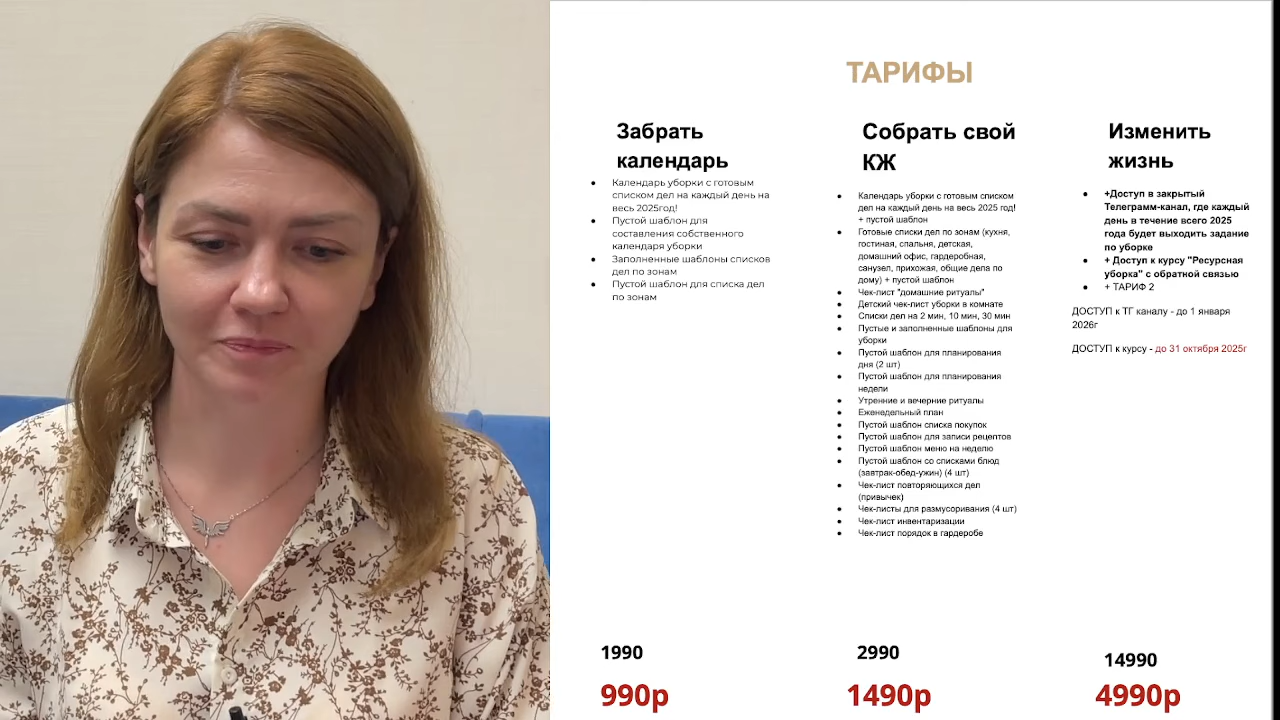 ТАРИФЫ
Забрать
календарь
● Календарь уборки с готовым
списком дел на каждый день на
весь 2025год!
● Пустой шаблон для
составления собственного
календаря уборки
● Заполненные шаблоны списков
дел по зонам
● Пустой шаблон для списка дел
по зонам
1990
990р
Собрать свой
КЖ
● Календарь уборки с готовым списком
дел на каждый день на весь 2025 год!
+ пустой шаблон
● Готовые списки дел по зонам (кухня,
гостиная, спальня, детская,
домашний офис, гардеробная,
санузел, прихожая, общие дела по
дому) + пустой шаблон
● Чек-лист "домашние ритуалы"
● Детский чек-лист уборки в комнате
● Списки дел на 2 мин, 10 мин, 30 мин
● Пустые и заполненные шаблоны для
уборки
● Пустой шаблон для планирования
дня (2 шт)
● Пустой шаблон для планирования
недели
● Утренние и вечерние ритуалы
● Еженедельный план
● Пустой шаблон списка покупок
● Пустой шаблон для записи рецептов
● Пустой шаблон меню на неделю
● Пустой шаблон со списками блюд
(завтрак-обед-ужин) (4 шт)
● Чек-лист повторяющихся дел
(привычек)
● Чек-листы для размусоривания (4 шт)
● Чек-лист инвентаризации
● Чек-лист порядок в гардеробе
2990
1490р
Изменить
жизнь
● +Доступ в закрытый
Телеграмм-канал, где каждый
день в течение всего 2025
года будет выходить задание
по уборке
● + Доступ к курсу "Ресурсная
уборка" с обратной связью
● + ТАРИФ 2
ДОСТУП к ТГ каналу - до 1 января
2026г
ДОСТУП к курсу - до 31 октября 2025г
14990
4990р